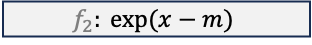 f₂: exp(x − m)